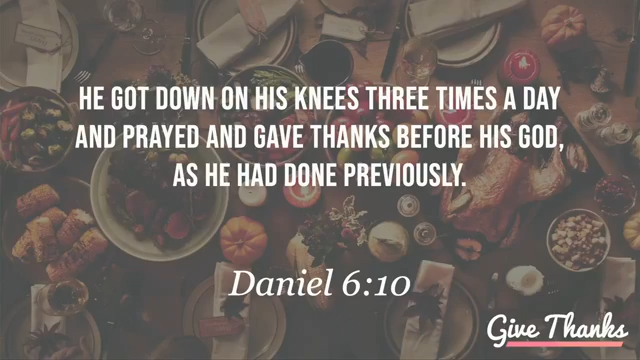 HE GOT DOWN ON HIS KNEES THREE TIMES A DAY
AND PRAYED AND GAVE THANKS BEFORE HIS GOD,
AS HE HAD DONE PREVIOUSLY.
Daniel 6:10
Give Thanks